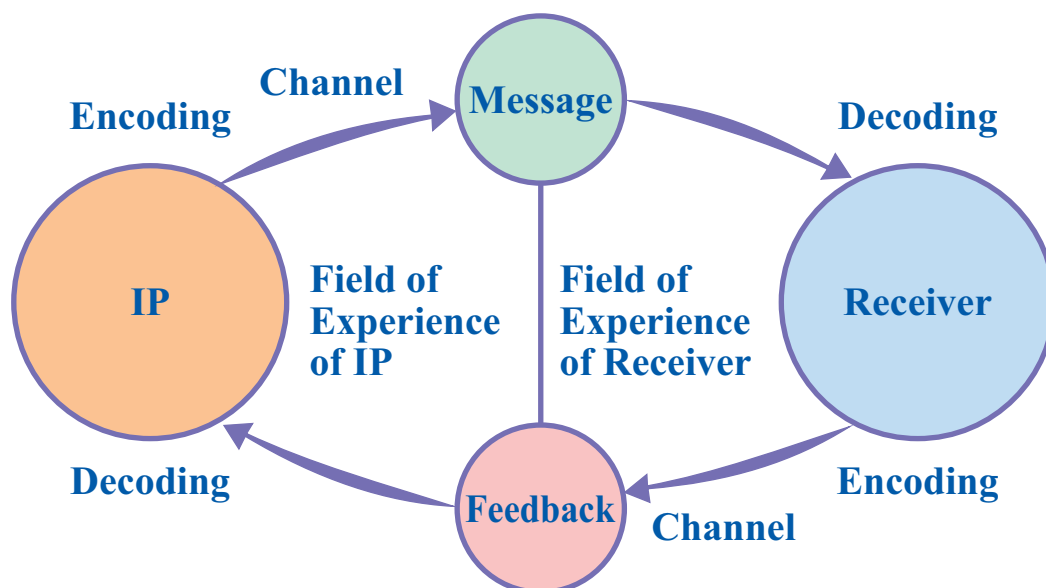 Channel
Message
Encoding
Decoding
IP
Field of
Experience
of IP
Field of
Experience
of Receiver
Receiver
Decoding
Feedback
Encoding
Channel